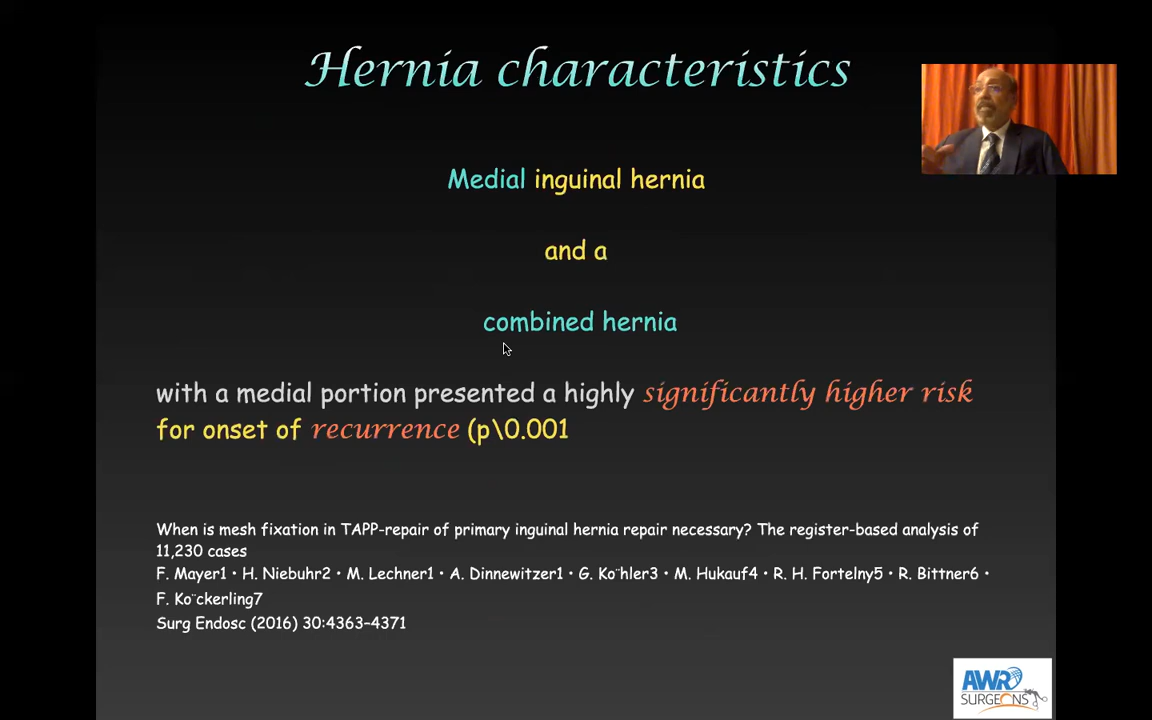 Hernia characteristics
Medial inguinal hernia
and a
combined hernia
with a medial portion presented a highly significantly higher risk
for onset of recurrence (p\0.001
When is mesh fixation in TAPP-repair of primary inguinal hernia repair necessary? The register-based analysis of
11,230 cases
F. Mayer1 • H. Niebuhr2 • M. Lechner1 • A. Dinnewitzer1 • G. Ko¨hler3 • M. Hukauf4 • R. H. Fortelny5 • R. Bittner6 •
F. Ko¨ckerling7
Surg Endosc (2016) 30:4363–4371
AWR
SURGEONS